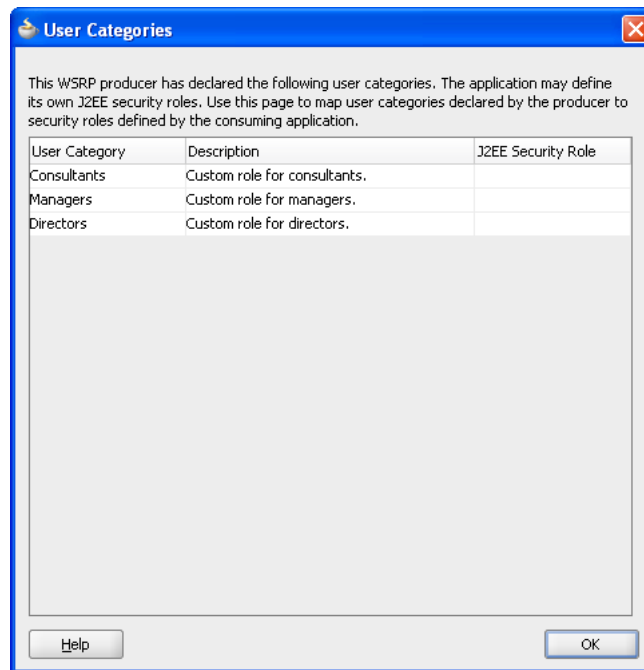 User Categories
This WSRP producer has declared the following user categories. The application may define
its own J2EE security roles. Use this page to map user categories declared by the producer to
security roles defined by the consuming application.
User Category Description J2EE Security Role
Consultants Custom role for consultants.
Managers Custom role for managers.
Directors Custom role for directors.
Help OK